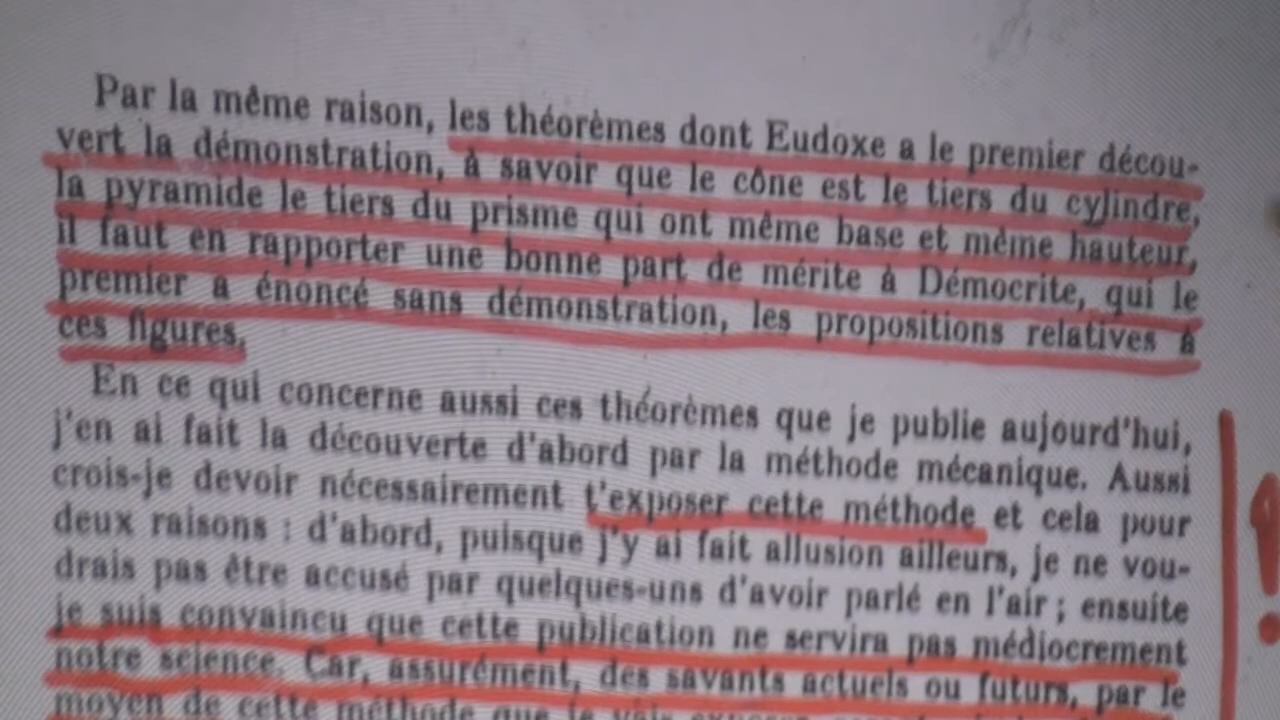 Par la même raison, les théorèmes dont Eudoxe a le premier décou-
vert la démonstration, à savoir que le cône est le tiers du cylindre,
la pyramide le tiers du prisme qui ont même base et même hauteur,
il faut en rapporter une bonne part de mérite à Démocrite, qui le
premier a énoncé sans démonstration, les propositions relatives à
ces figures.
En ce qui concerne aussi ces théorèmes que je publie aujourd'hui,
j'en ai fait la découverte d'abord par la méthode mécanique. Aussi
crois-je devoir nécessairement t'exposer cette méthode et cela pour
deux raisons : d'abord, puisque j'y ai fait allusion ailleurs, je ne vou-
drais pas être accusé par quelques-uns d'avoir parlé en l'air ; ensuite
je suis convaincu que cette publication ne servira pas médiocrement
notre science. Car, assurément, des savants actuels ou futurs, par le
moyen de cette méthode que je vais